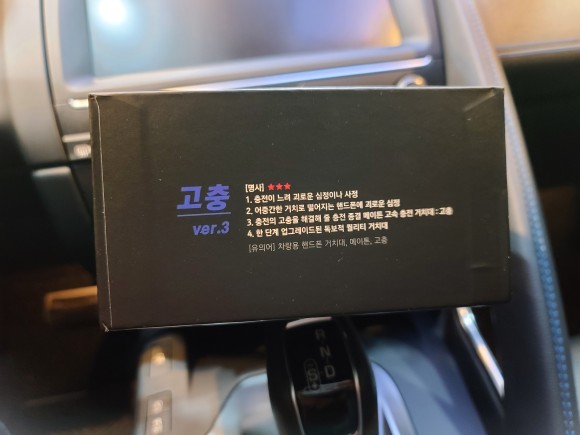 고충
ver.3
[명사] ★★★
1. 충전이 느려 괴로운 심정이나 사정
2. 어중간한 거치로 떨어지는 핸드폰에 괴로운 심정
3. 충전의 고충을 해결해 줄 충전 종결 메이튼 고속 충전 거치대 : 고충
4. 한 단계 업그레이드된 독보적 퀄리티 거치대
[유의어] 차량용 핸드폰 거치대, 메이튼, 고충
R
N
D
S